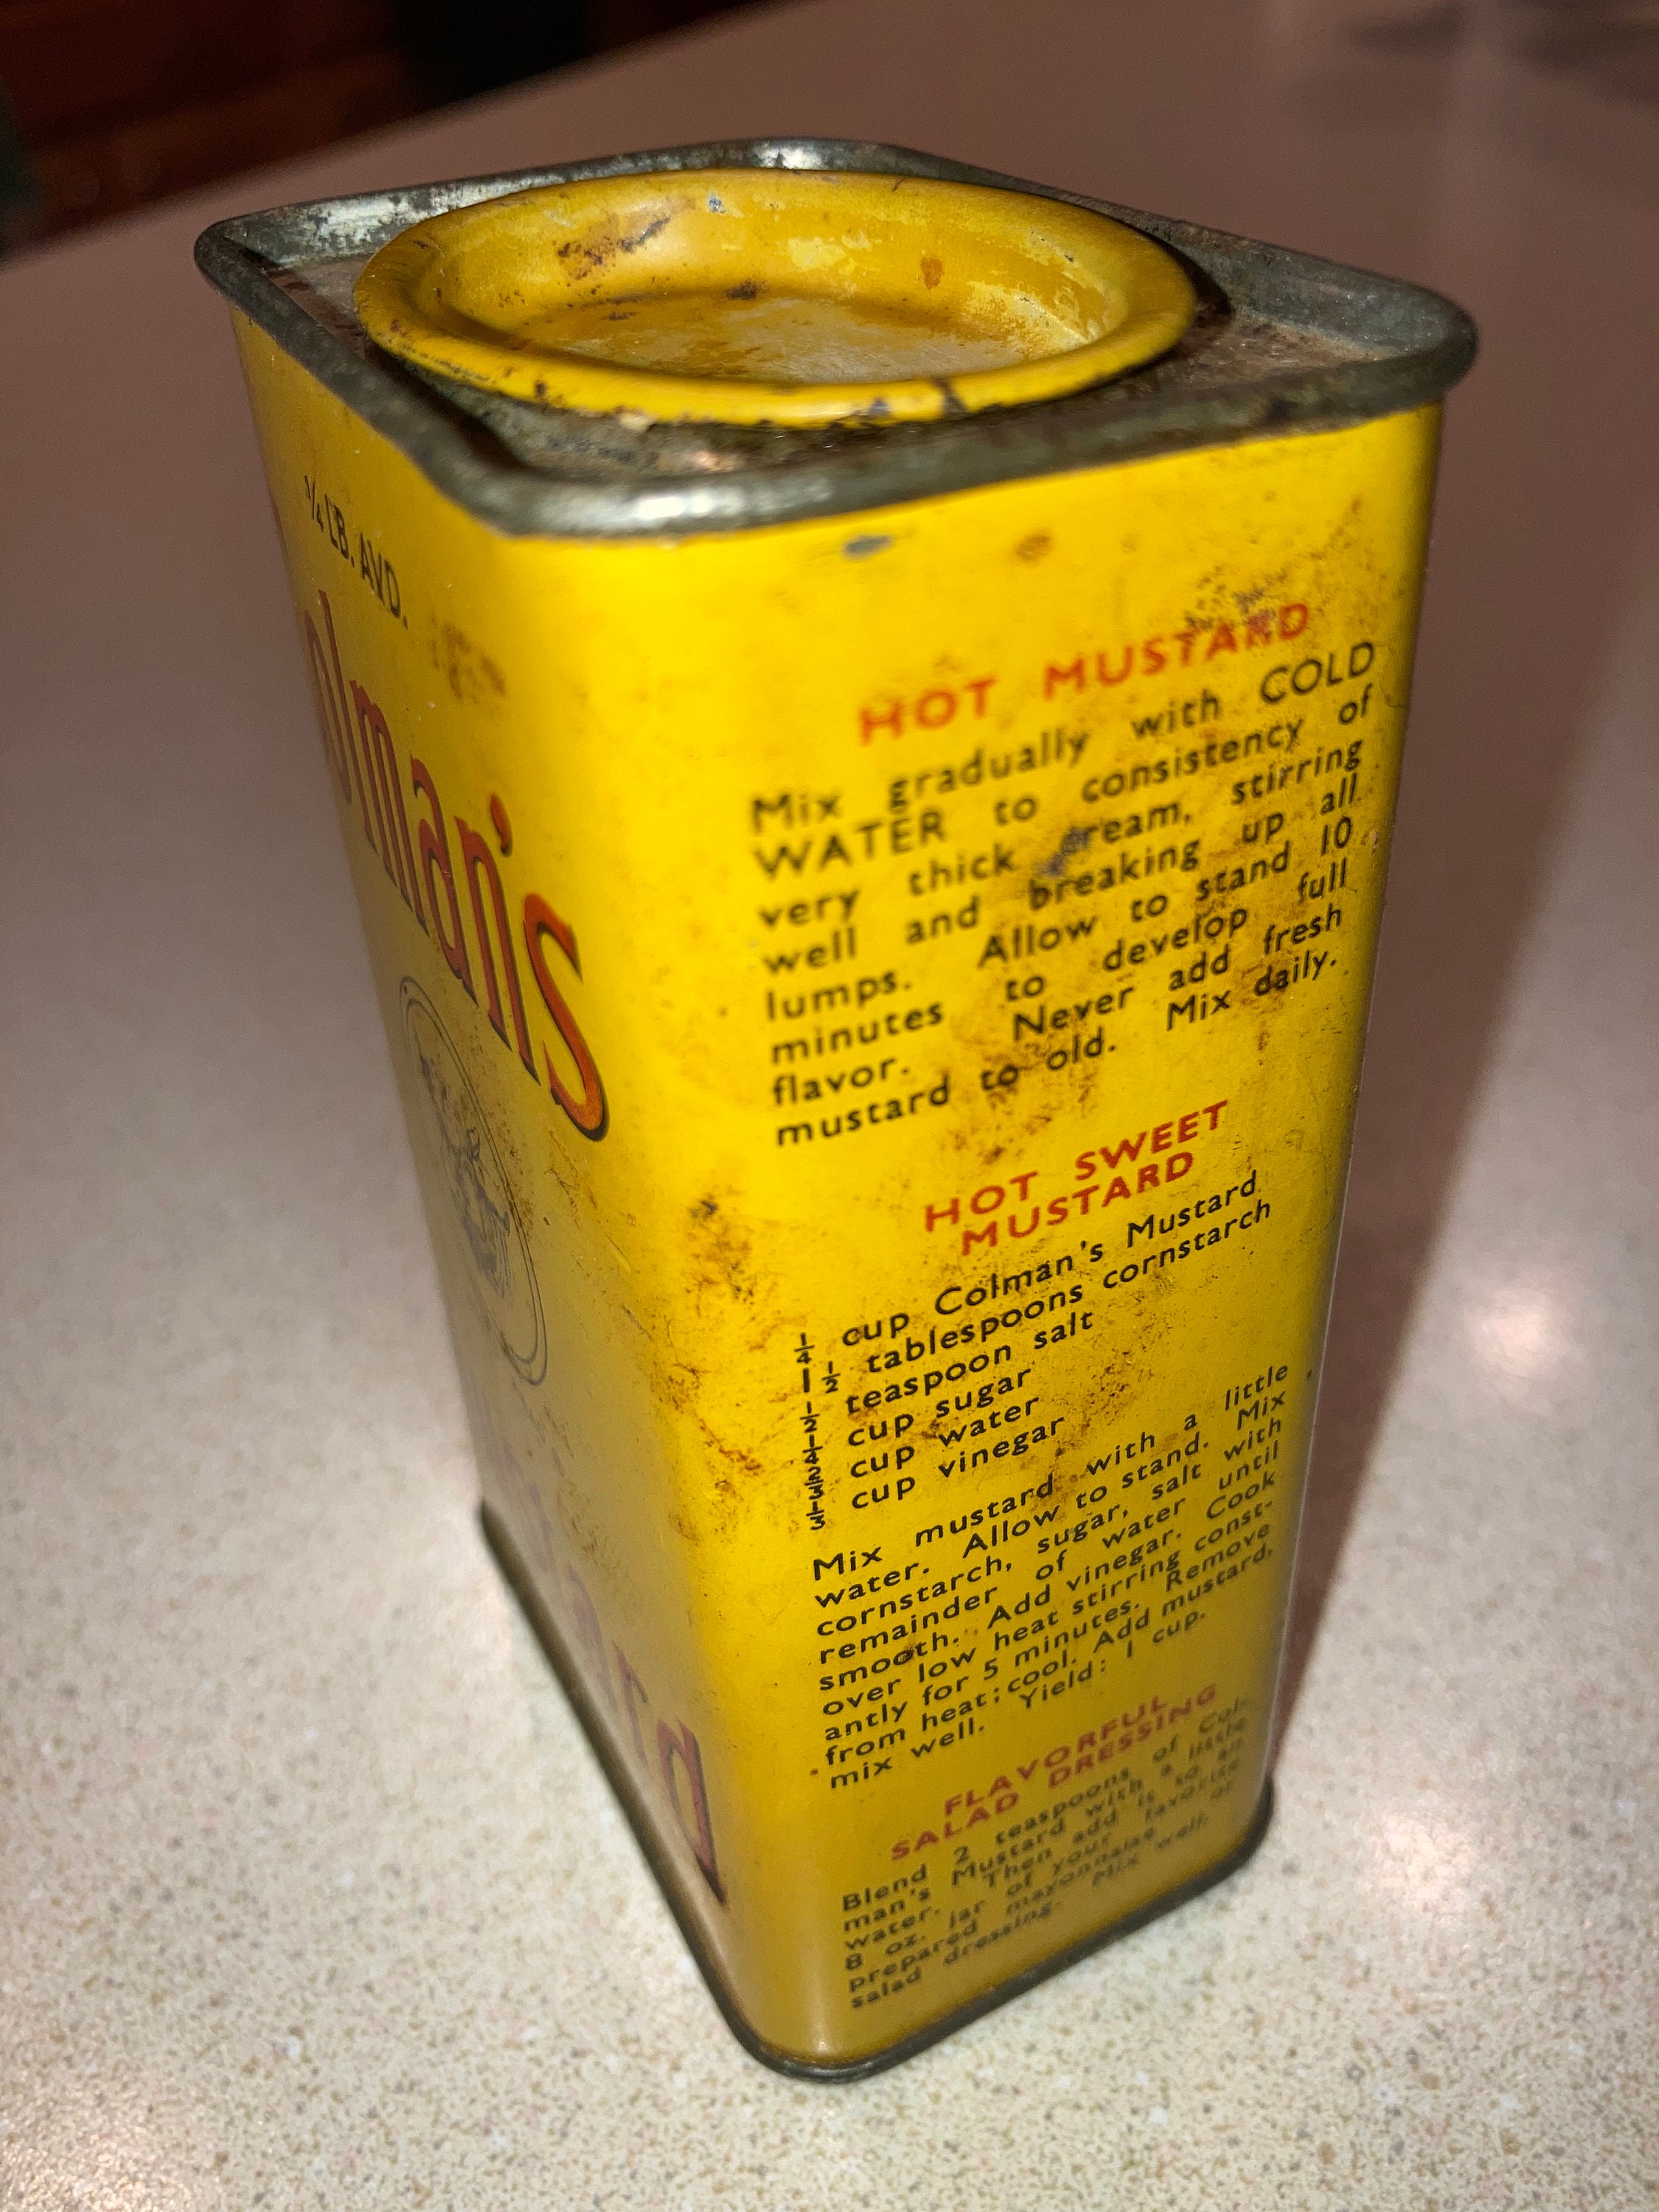 ¼ LB. AVD.
olman's
ard
HOT MUSTARD
Mix gradually with COLD
WATER to consistency of
very thick cream, stirring
well and breaking up all
lumps. Allow to stand 10
minutes to develop full
flavor. Never add fresh
mustard to old. Mix daily.
HOT SWEET
MUSTARD
¼ cup Colman's Mustard
1½ tablespoons cornstarch
½ teaspoon salt
¼ cup sugar
⅔ cup water
⅓ cup vinegar
Mix mustard with a little
water. Allow to stand. Mix
cornstarch, sugar, salt with
remainder of water until
smooth. Add vinegar. Cook
over low heat stirring const-
antly for 5 minutes. Remove
from heat; cool. Add mustard,
mix well. Yield: 1 cup.
FLAVORFUL
SALAD DRESSING
Blend 2 teaspoons of Col-
man's Mustard with a little
water. Then add is to an
8 oz. jar of your favorite
prepared mayonnaise or
salad dressing. Mix well.